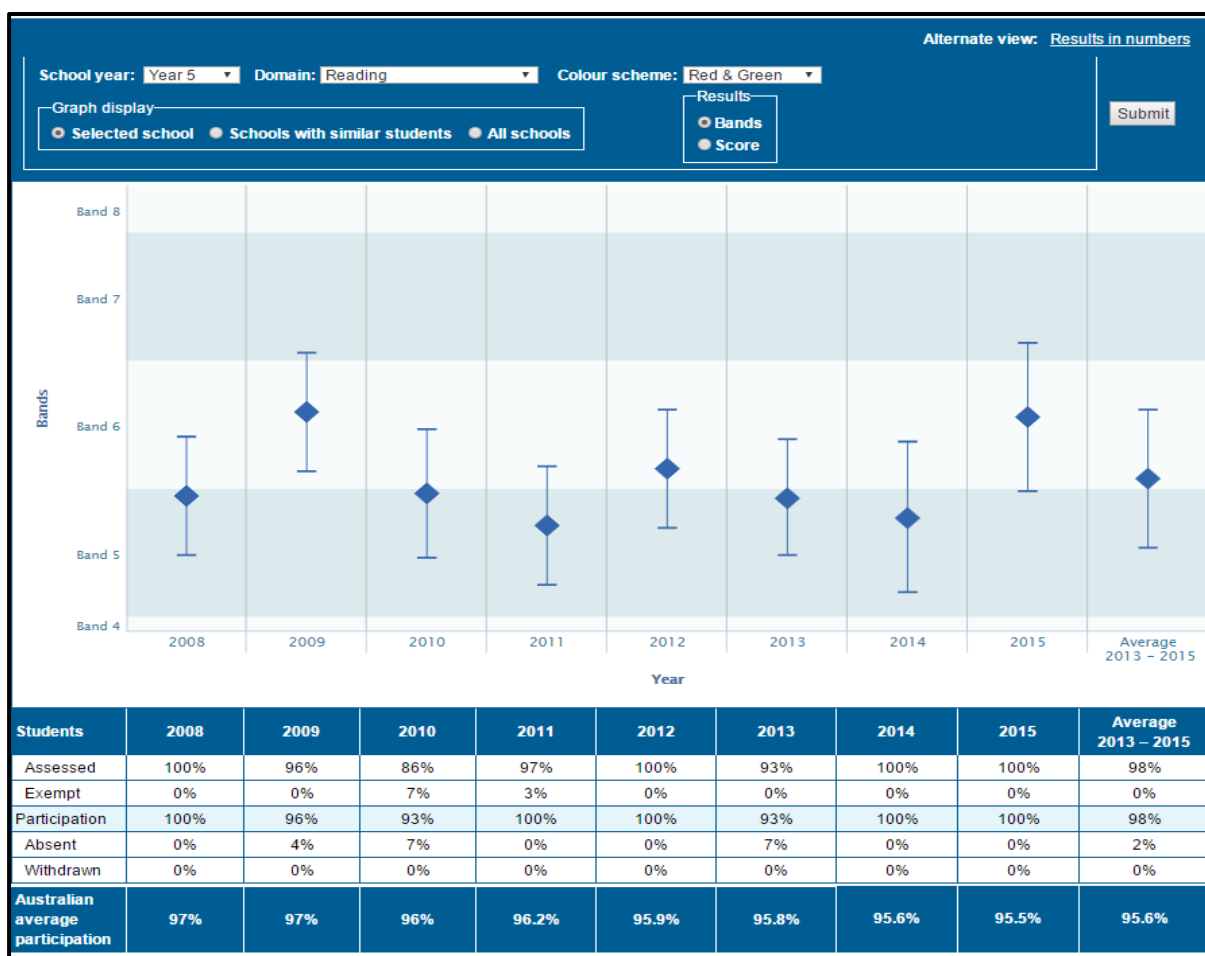 Alternate view: Results in numbers
School year: Year 5 Domain: Reading Colour scheme: Red & Green
Graph display
Selected school Schools with similar students All schools
Results
Bands
Score
Submit
Band 8
Band 7
Band 6
Band 5
Band 4
Bands
2008 2009 2010 2011 2012 2013 2014 2015 Average
2013 – 2015
Year
Students 2008 2009 2010 2011 2012 2013 2014 2015 Average
2013 – 2015
Assessed 100% 96% 86% 97% 100% 93% 100% 100% 98%
Exempt 0% 0% 7% 3% 0% 0% 0% 0% 0%
Participation 100% 96% 93% 100% 100% 93% 100% 100% 98%
Absent 0% 4% 7% 0% 0% 7% 0% 0% 2%
Withdrawn 0% 0% 0% 0% 0% 0% 0% 0% 0%
Australian
average
participation 97% 97% 96% 96.2% 95.9% 95.8% 95.6% 95.5% 95.6%